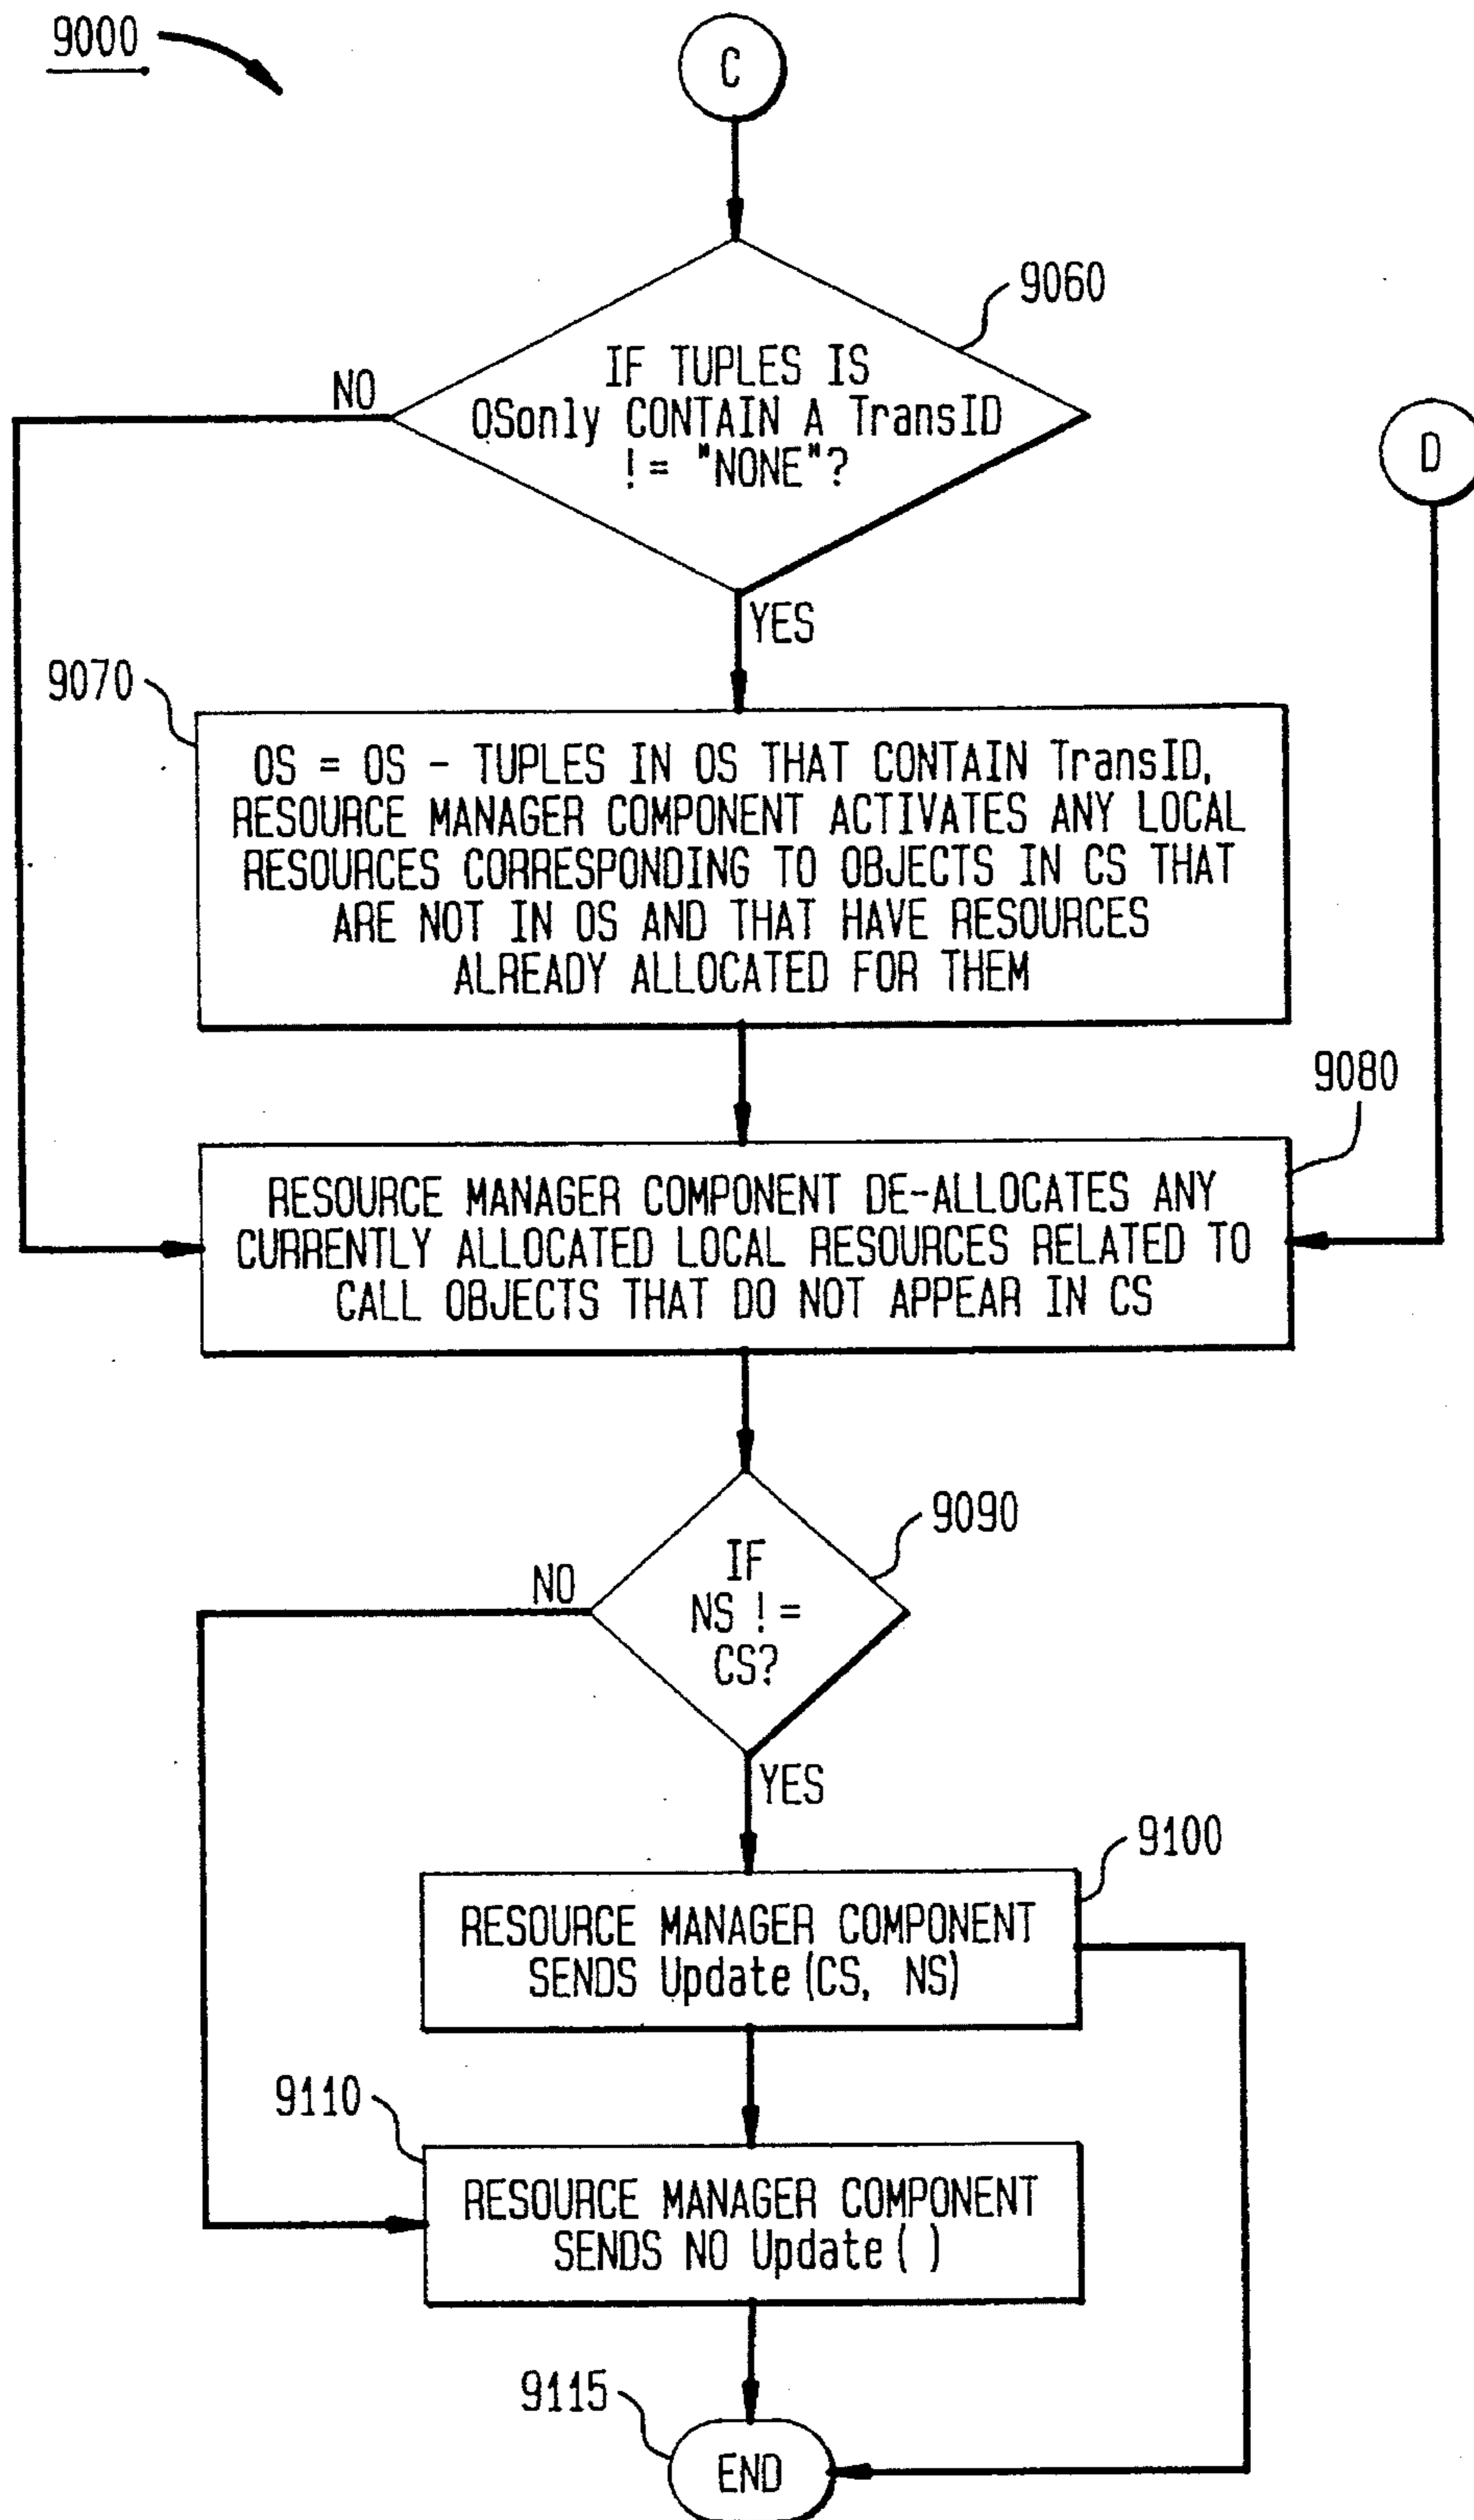 9000
C
9060
IF TUPLES IS
OSonly CONTAIN A TransID
!= "NONE"?
NO
D
YES
9070
OS = OS - TUPLES IN OS THAT CONTAIN TransID,
RESOURCE MANAGER COMPONENT ACTIVATES ANY LOCAL
RESOURCES CORRESPONDING TO OBJECTS IN CS THAT
ARE NOT IN OS AND THAT HAVE RESOURCES
ALREADY ALLOCATED FOR THEM
9080
RESOURCE MANAGER COMPONENT DE-ALLOCATES ANY
CURRENTLY ALLOCATED LOCAL RESOURCES RELATED TO
CALL OBJECTS THAT DO NOT APPEAR IN CS
9090
IF
NS !=
CS?
NO
YES
9100
RESOURCE MANAGER COMPONENT
SENDS Update(CS, NS)
9110
RESOURCE MANAGER COMPONENT
SENDS NO Update( )
9115
END